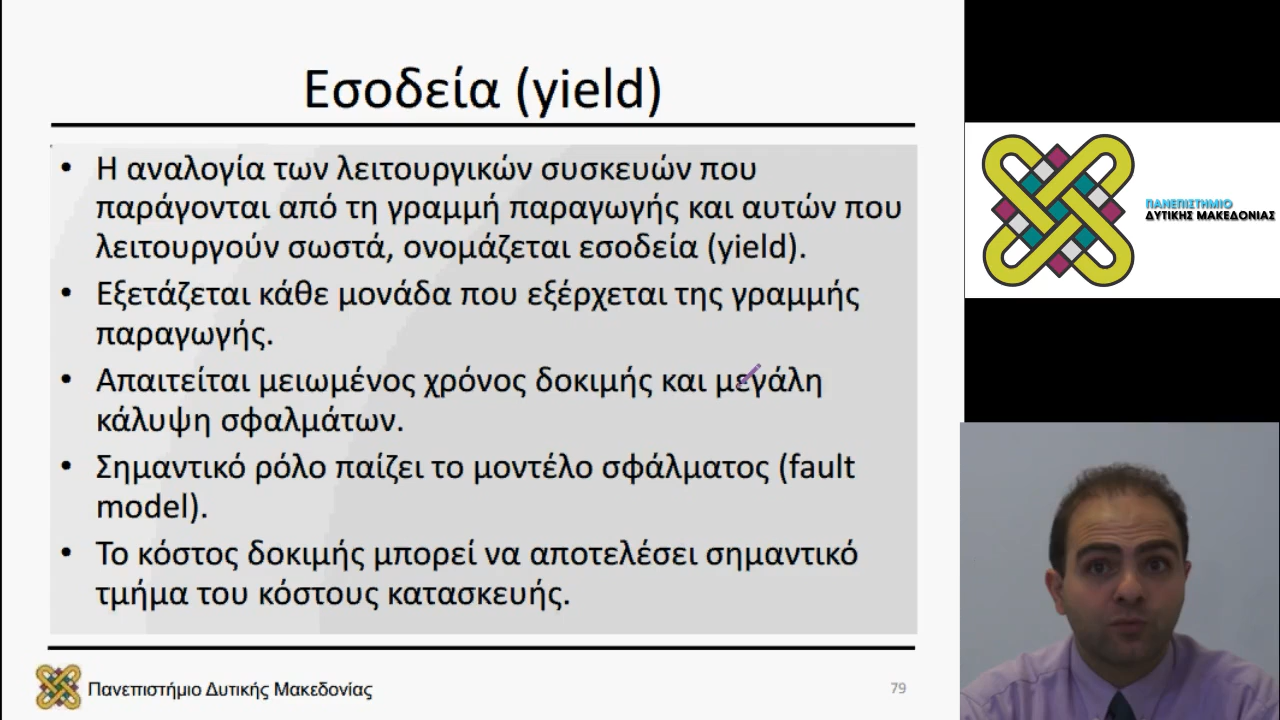 Εσοδεία (yield)
• Η αναλογία των λειτουργικών συσκευών που
παράγονται από τη γραμμή παραγωγής και αυτών που
λειτουργούν σωστά, ονομάζεται εσοδεία (yield).
• Εξετάζεται κάθε μονάδα που εξέρχεται της γραμμής
παραγωγής.
• Απαιτείται μειωμένος χρόνος δοκιμής και μεγάλη
κάλυψη σφαλμάτων.
• Σημαντικό ρόλο παίζει το μοντέλο σφάλματος (fault
model).
• Το κόστος δοκιμής μπορεί να αποτελέσει σημαντικό
τμήμα του κόστους κατασκευής.
Πανεπιστήμιο Δυτικής Μακεδονίας
79
ΠΑΝΕΠΙΣΤΗΜΙΟ
ΔΥΤΙΚΗΣ ΜΑΚΕΔΟΝΙΑΣ